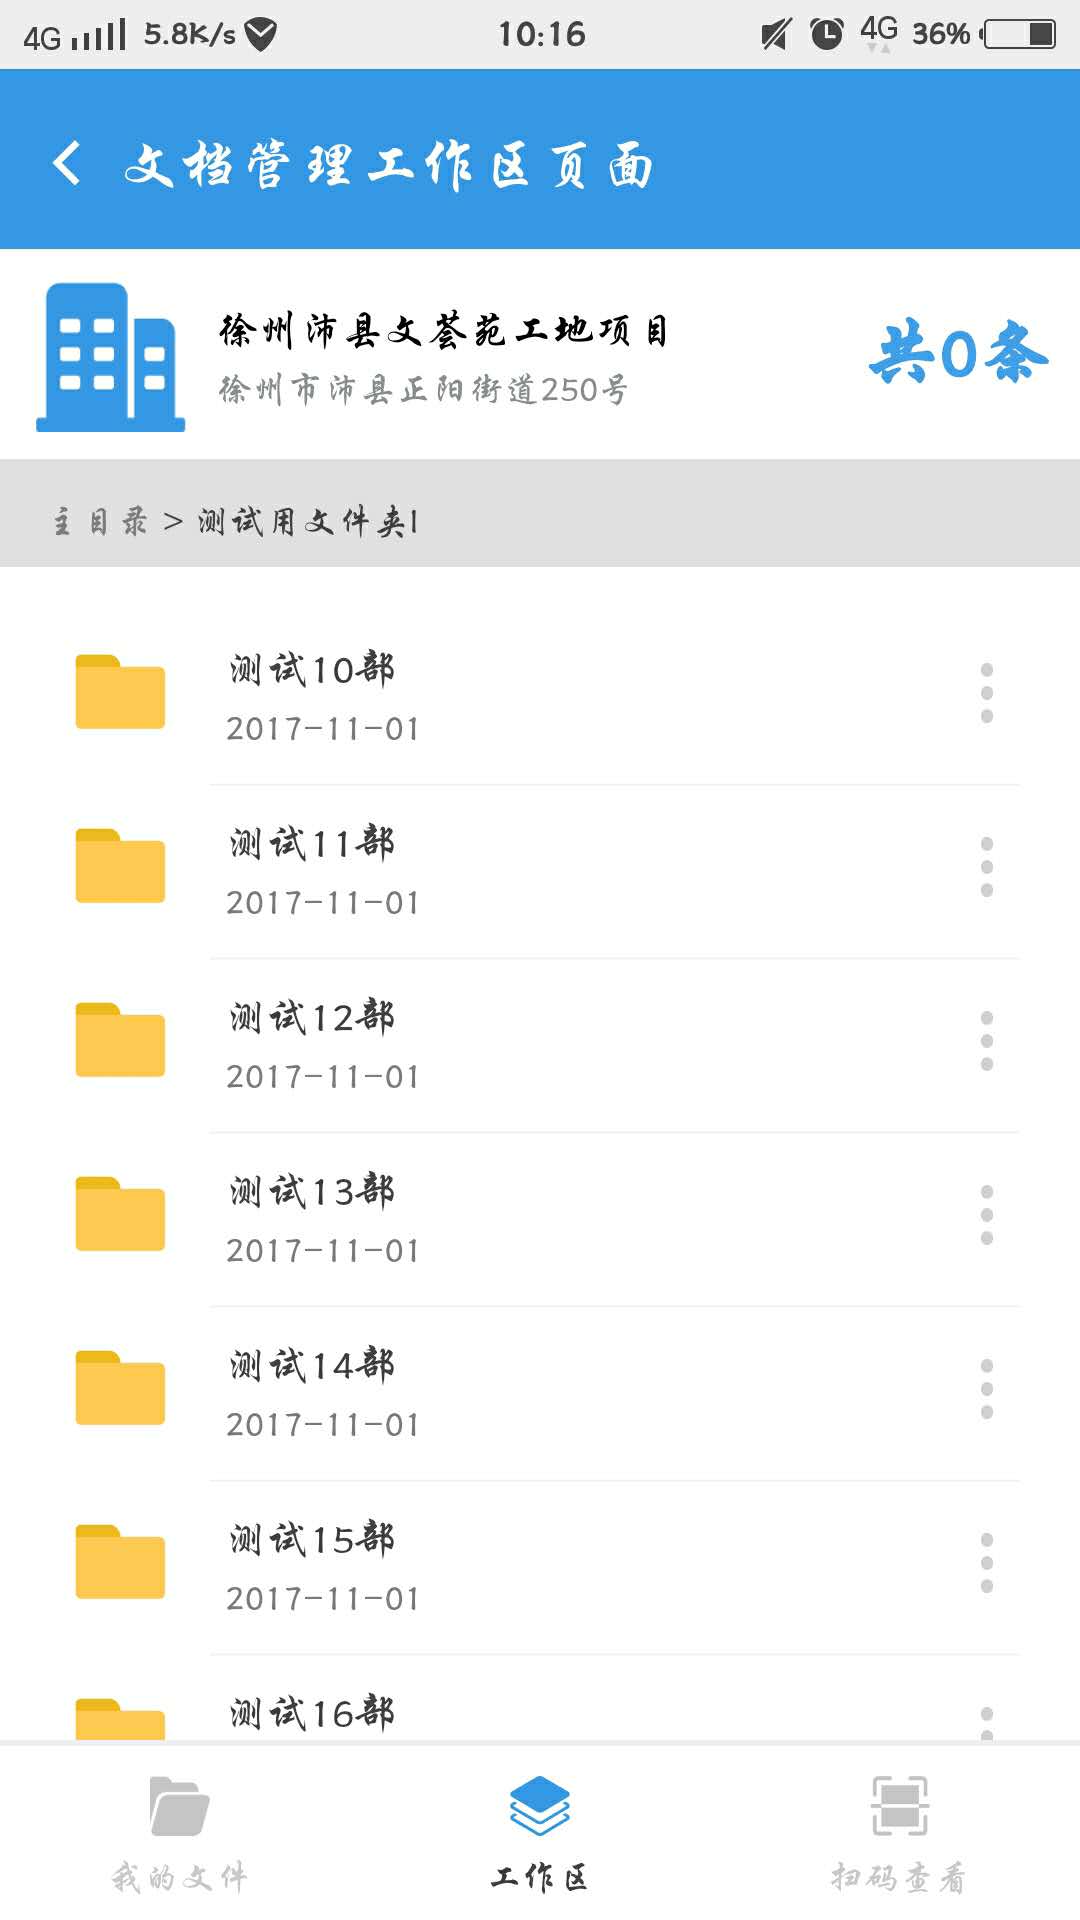 4G 5.8K/s 10:16 4G 36%
文档管理工作区页面
徐州沛县文荟苑工地项目
徐州市沛县正阳街道250号
共0条
主目录 > 测试用文件夹1
测试10部
2017-11-01
测试11部
2017-11-01
测试12部
2017-11-01
测试13部
2017-11-01
测试14部
2017-11-01
测试15部
2017-11-01
测试16部
我的文件 工作区 扫码查看